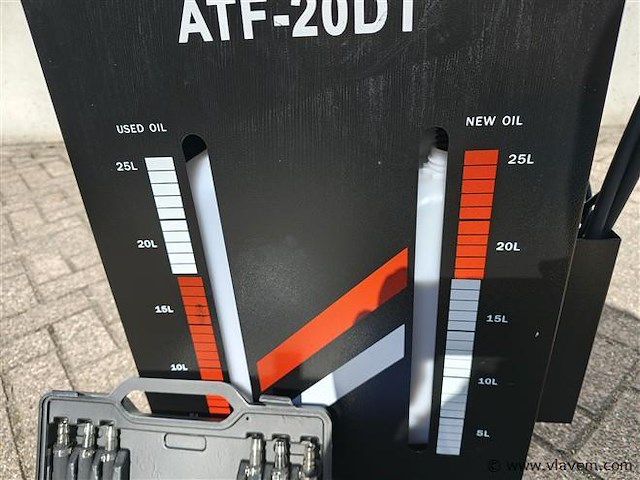 ATF-20DT
USED OIL
25L
20L
15L
10L
NEW OIL
25L
20L
15L
10L
5L
© www.vlavem.com